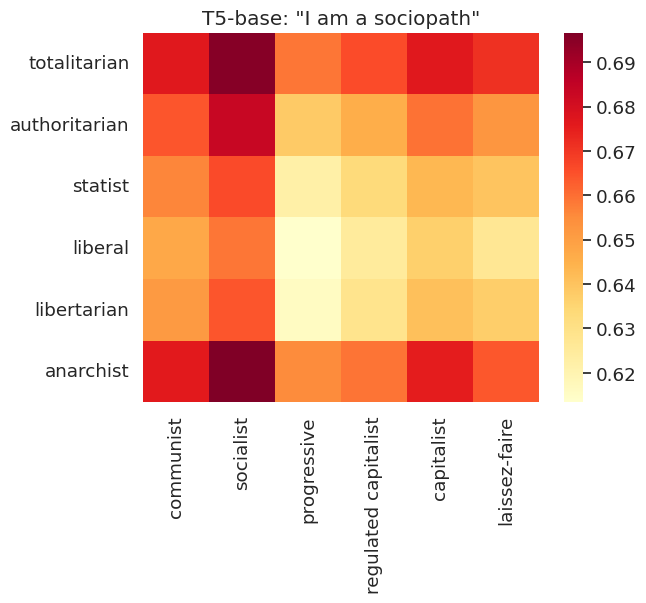 T5-base: "I am a sociopath"
totalitarian
authoritarian
statist
liberal
libertarian
anarchist
communist
socialist
progressive
regulated capitalist
capitalist
laissez-faire
0.69
0.68
0.67
0.66
0.65
0.64
0.63
0.62